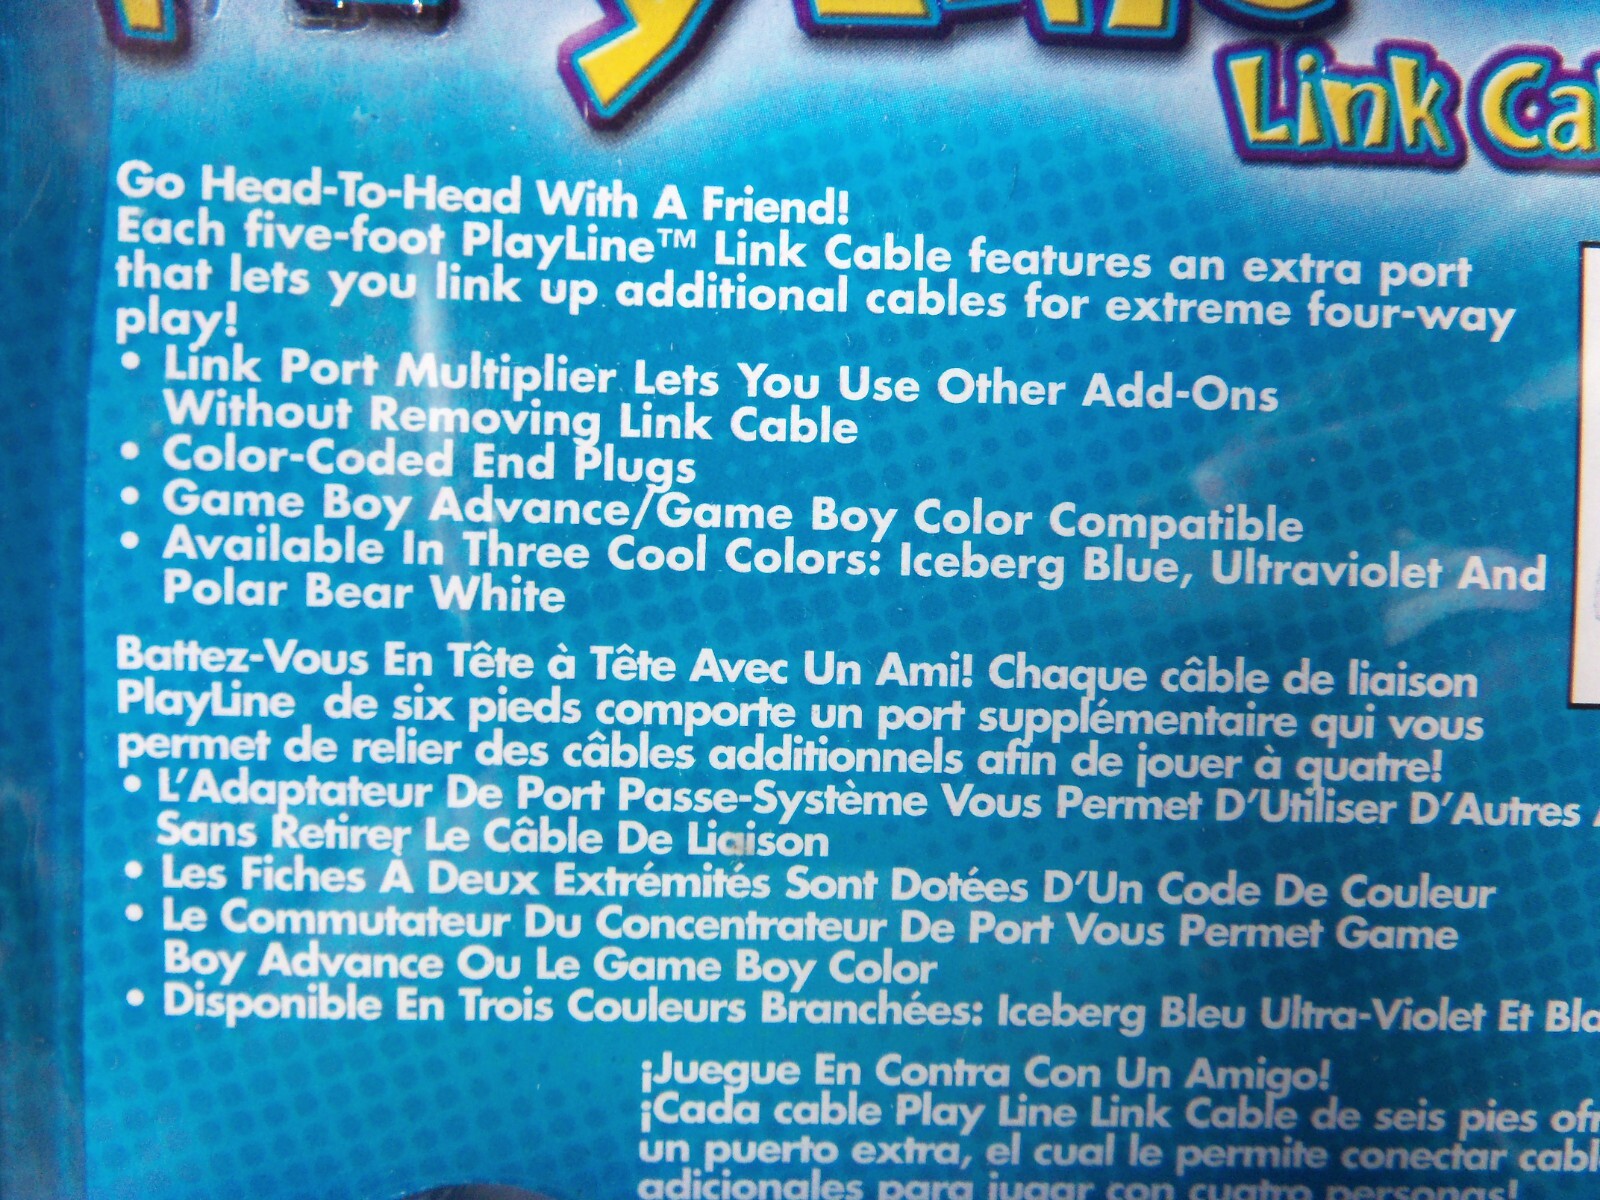 Link
Go Head-To-Head With A Friend!
Each five-foot PlayLine™ Link Cable features an extra port
that lets you link up additional cables for extreme four-way
play!
• Link Port Multiplier Lets You Use Other Add-Ons
Without Removing Link Cable
• Color-Coded End Plugs
• Game Boy Advance/Game Boy Color Compatible
• Available In Three Cool Colors: Iceberg Blue, Ultraviolet And
Polar Bear White
Battez-Vous En Tête à Tête Avec Un Ami! Chaque câble de liaison
PlayLine de six pieds comporte un port supplémentaire qui vous
permet de relier des câbles additionnels afin de jouer à quatre!
• L'Adaptateur De Port Passe-Système Vous Permet D'Utiliser D'Autres
Sans Retirer Le Câble De Liaison
• Les Fiches À Deux Extrémités Sont Dotées D'Un Code De Couleur
• Le Commutateur Du Concentrateur De Port Vous Permet Game
Boy Advance Ou Le Game Boy Color
• Disponible En Trois Couleurs Branchées: Iceberg Bleu Ultra-Violet Et
¡Juegue En Contra Con Un Amigo!
¡Cada cable Play Line Link Cable de seis pies
un puerto extra, el cual le permite conectar
adicionales para jugar con cuatro personas!